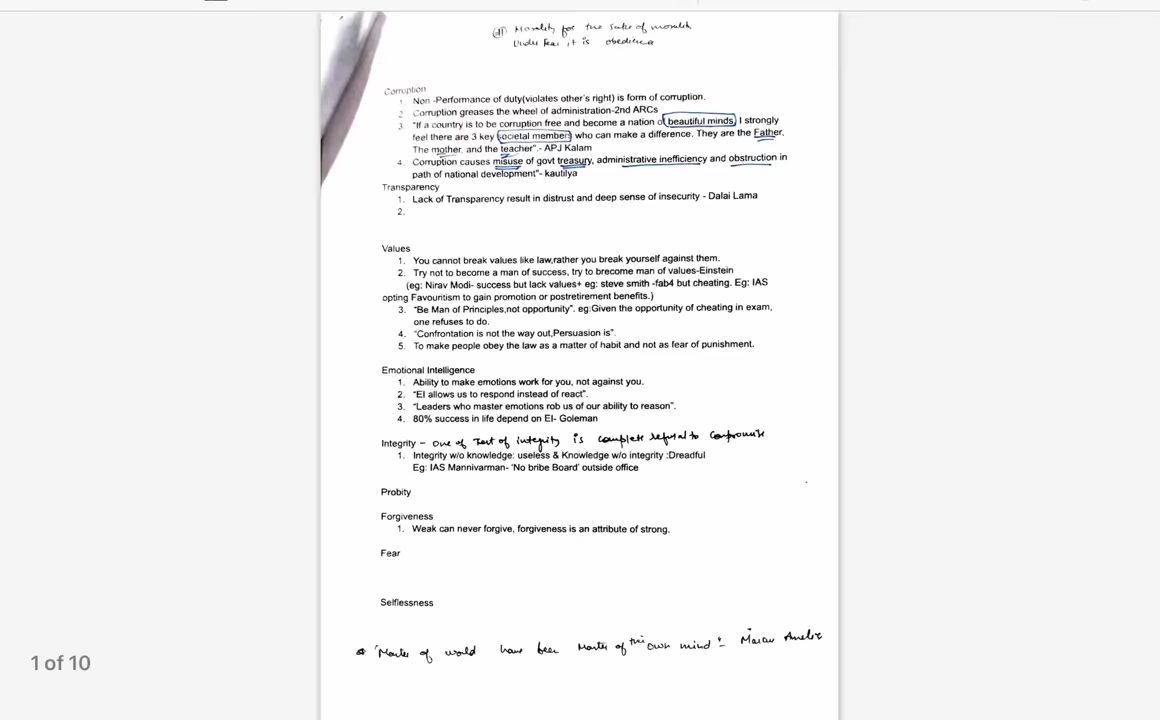 Morality for the sake of morality
Under Fear, it is obedience
Corruption
1. Non -Performance of duty(violates other's right) is form of corruption.
2. Corruption greases the wheel of administration-2nd ARCs
3. "If a country is to be corruption free and become a nation of beautiful minds, I strongly
feel there are 3 key societal members who can make a difference. They are the Father,
The mother, and the teacher".- APJ Kalam
4. Corruption causes misuse of govt treasury, administrative inefficiency and obstruction in
path of national development"- kautilya
Transparency
1. Lack of Transparency result in distrust and deep sense of insecurity - Dalai Lama
2.
Values
1. You cannot break values like law,rather you break yourself against them.
2. Try not to become a man of success, try to brecome man of values-Einstein
(eg: Nirav Modi- success but lack values+ eg: steve smith -fab4 but cheating. Eg: IAS
opting Favouritism to gain promotion or postretirement benefits.)
3. "Be Man of Principles,not opportunity". eg:Given the opportunity of cheating in exam,
one refuses to do.
4. "Confrontation is not the way out,Persuasion is".
5. To make people obey the law as a matter of habit and not as fear of punishment.
Emotional Intelligence
1. Ability to make emotions work for you, not against you.
2. "EI allows us to respond instead of react".
3. "Leaders who master emotions rob us of our ability to reason".
4. 80% success in life depend on EI- Goleman
Integrity - one of Test of integrity is complete refusal to compromise
1. Integrity w/o knowledge: useless & Knowledge w/o integrity :Dreadful
Eg: IAS Mannivarman- 'No bribe Board' outside office
Probity
Forgiveness
1. Weak can never forgive, forgiveness is an attribute of strong.
Fear
Selflessness
'Master of world have been Master of their own mind'- Marcus
1 of 10